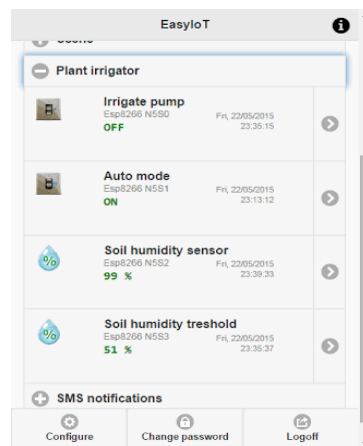 EasyIoT
Plant irrigator
Irrigate pump
Esp8266 N5S0
Fri, 22/05/2015
23:35:15
OFF
Auto mode
Esp8266 N5S1
Fri, 22/05/2015
23:13:12
ON
Soil humidity sensor
Esp8266 N5S2
Fri, 22/05/2015
23:39:33
99 %
Soil humidity treshold
Esp8266 N5S3
Fri, 22/05/2015
23:35:37
51 %
SMS notifications
Configure
Change password
Logoff